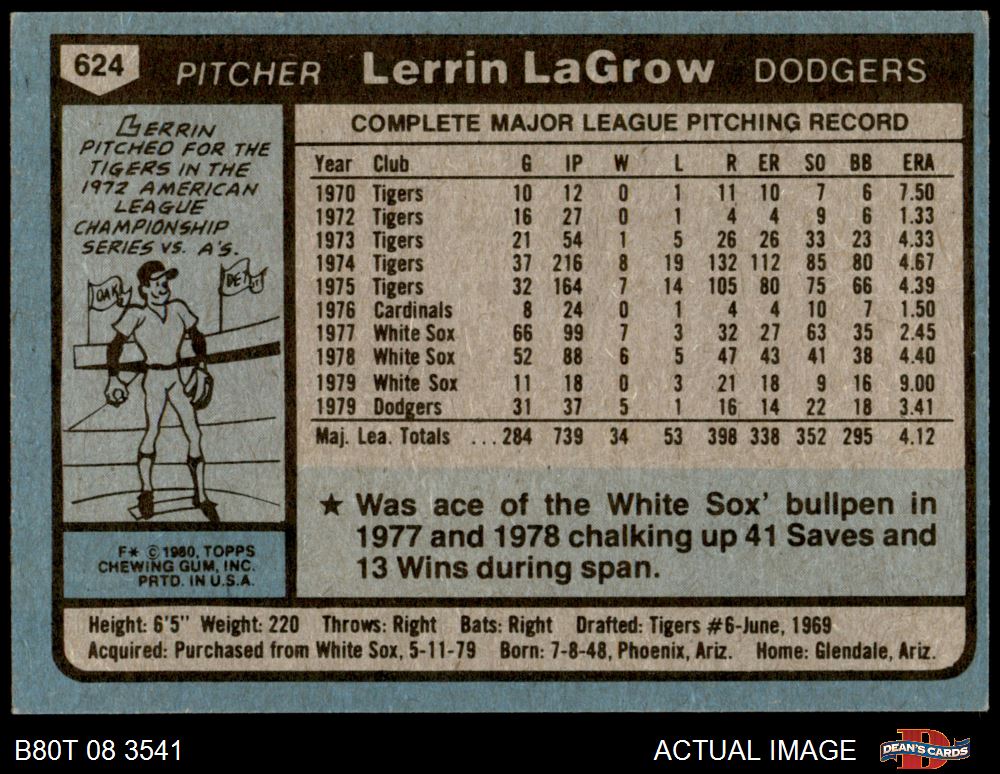 624 PITCHER Lerrin LaGrow DODGERS
LERRIN
PITCHED FOR THE
TIGERS IN THE
1972 AMERICAN
LEAGUE
CHAMPIONSHIP
SERIES VS. A'S.
OAK
DET
F* © 1980, TOPPS
CHEWING GUM, INC.
PRTD. IN U.S.A.
COMPLETE MAJOR LEAGUE PITCHING RECORD
Year Club G IP W L R ER SO BB ERA
1970 Tigers 10 12 0 1 11 10 7 6 7.50
1972 Tigers 16 27 0 1 4 4 9 6 1.33
1973 Tigers 21 54 1 5 26 26 33 23 4.33
1974 Tigers 37 216 8 19 132 112 85 80 4.67
1975 Tigers 32 164 7 14 105 80 75 66 4.39
1976 Cardinals 8 24 0 1 4 4 10 7 1.50
1977 White Sox 66 99 7 3 32 27 63 35 2.45
1978 White Sox 52 88 6 5 47 43 41 38 4.40
1979 White Sox 11 18 0 3 21 18 9 16 9.00
1979 Dodgers 31 37 5 1 16 14 22 18 3.41
Maj. Lea. Totals ...284 739 34 53 398 338 352 295 4.12
★ Was ace of the White Sox' bullpen in
1977 and 1978 chalking up 41 Saves and
13 Wins during span.
Height: 6'5" Weight: 220 Throws: Right Bats: Right Drafted: Tigers #6-June, 1969
Acquired: Purchased from White Sox, 5-11-79 Born: 7-8-48, Phoenix, Ariz. Home: Glendale, Ariz.
B80T 08 3541 ACTUAL IMAGE DEAN'S CARDS